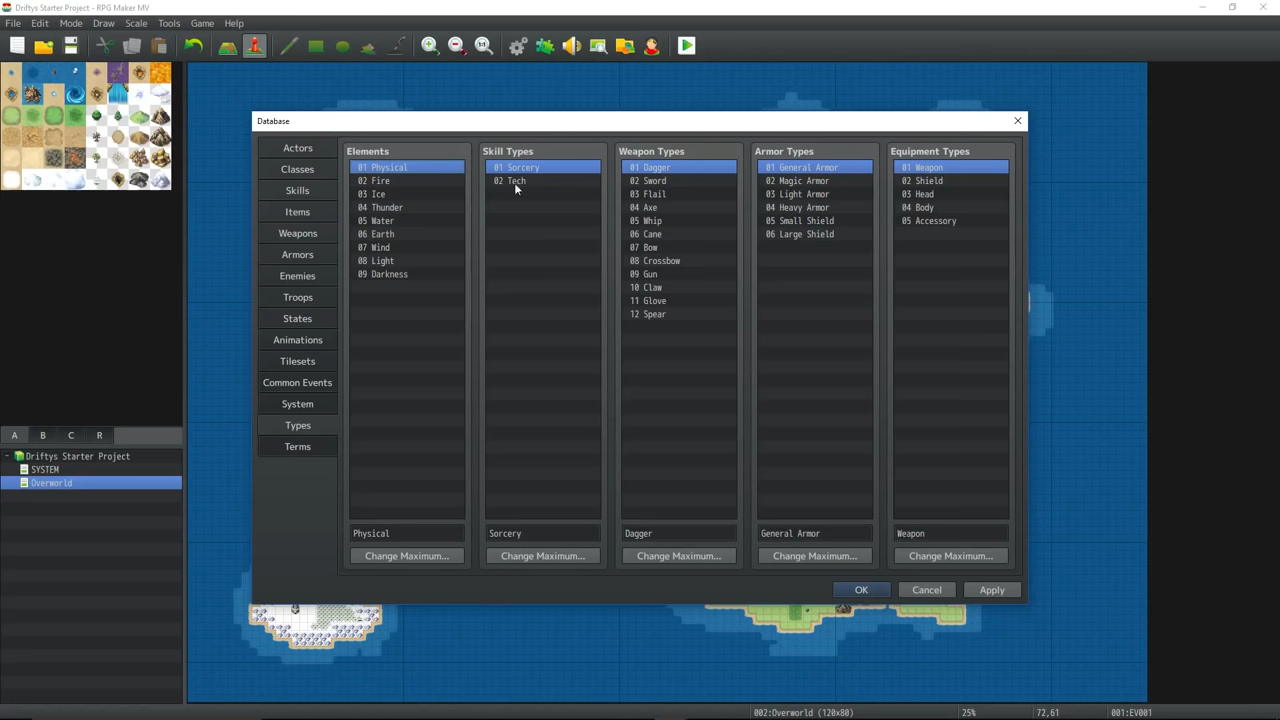 Driftys Starter Project - RPG Maker MV
File Edit Mode Draw Scale Tools Game Help
Database
Actors
Classes
Skills
Items
Weapons
Armors
Enemies
Troops
States
Animations
Tilesets
Common Events
System
Types
Terms
Elements
01 Physical
02 Fire
03 Ice
04 Thunder
05 Water
06 Earth
07 Wind
08 Light
09 Darkness
Physical
Change Maximum...
Skill Types
01 Sorcery
02 Tech
Sorcery
Change Maximum...
Weapon Types
01 Dagger
02 Sword
03 Flail
04 Axe
05 Whip
06 Cane
07 Bow
08 Crossbow
09 Gun
10 Claw
11 Glove
12 Spear
Dagger
Change Maximum...
Armor Types
01 General Armor
02 Magic Armor
03 Light Armor
04 Heavy Armor
05 Small Shield
06 Large Shield
General Armor
Change Maximum...
Equipment Types
01 Weapon
02 Shield
03 Head
04 Body
05 Accessory
Weapon
Change Maximum...
OK Cancel Apply
A B C R
Driftys Starter Project
SYSTEM
Overworld
002:Overworld (120x80) 25% 72,61 001:EV001